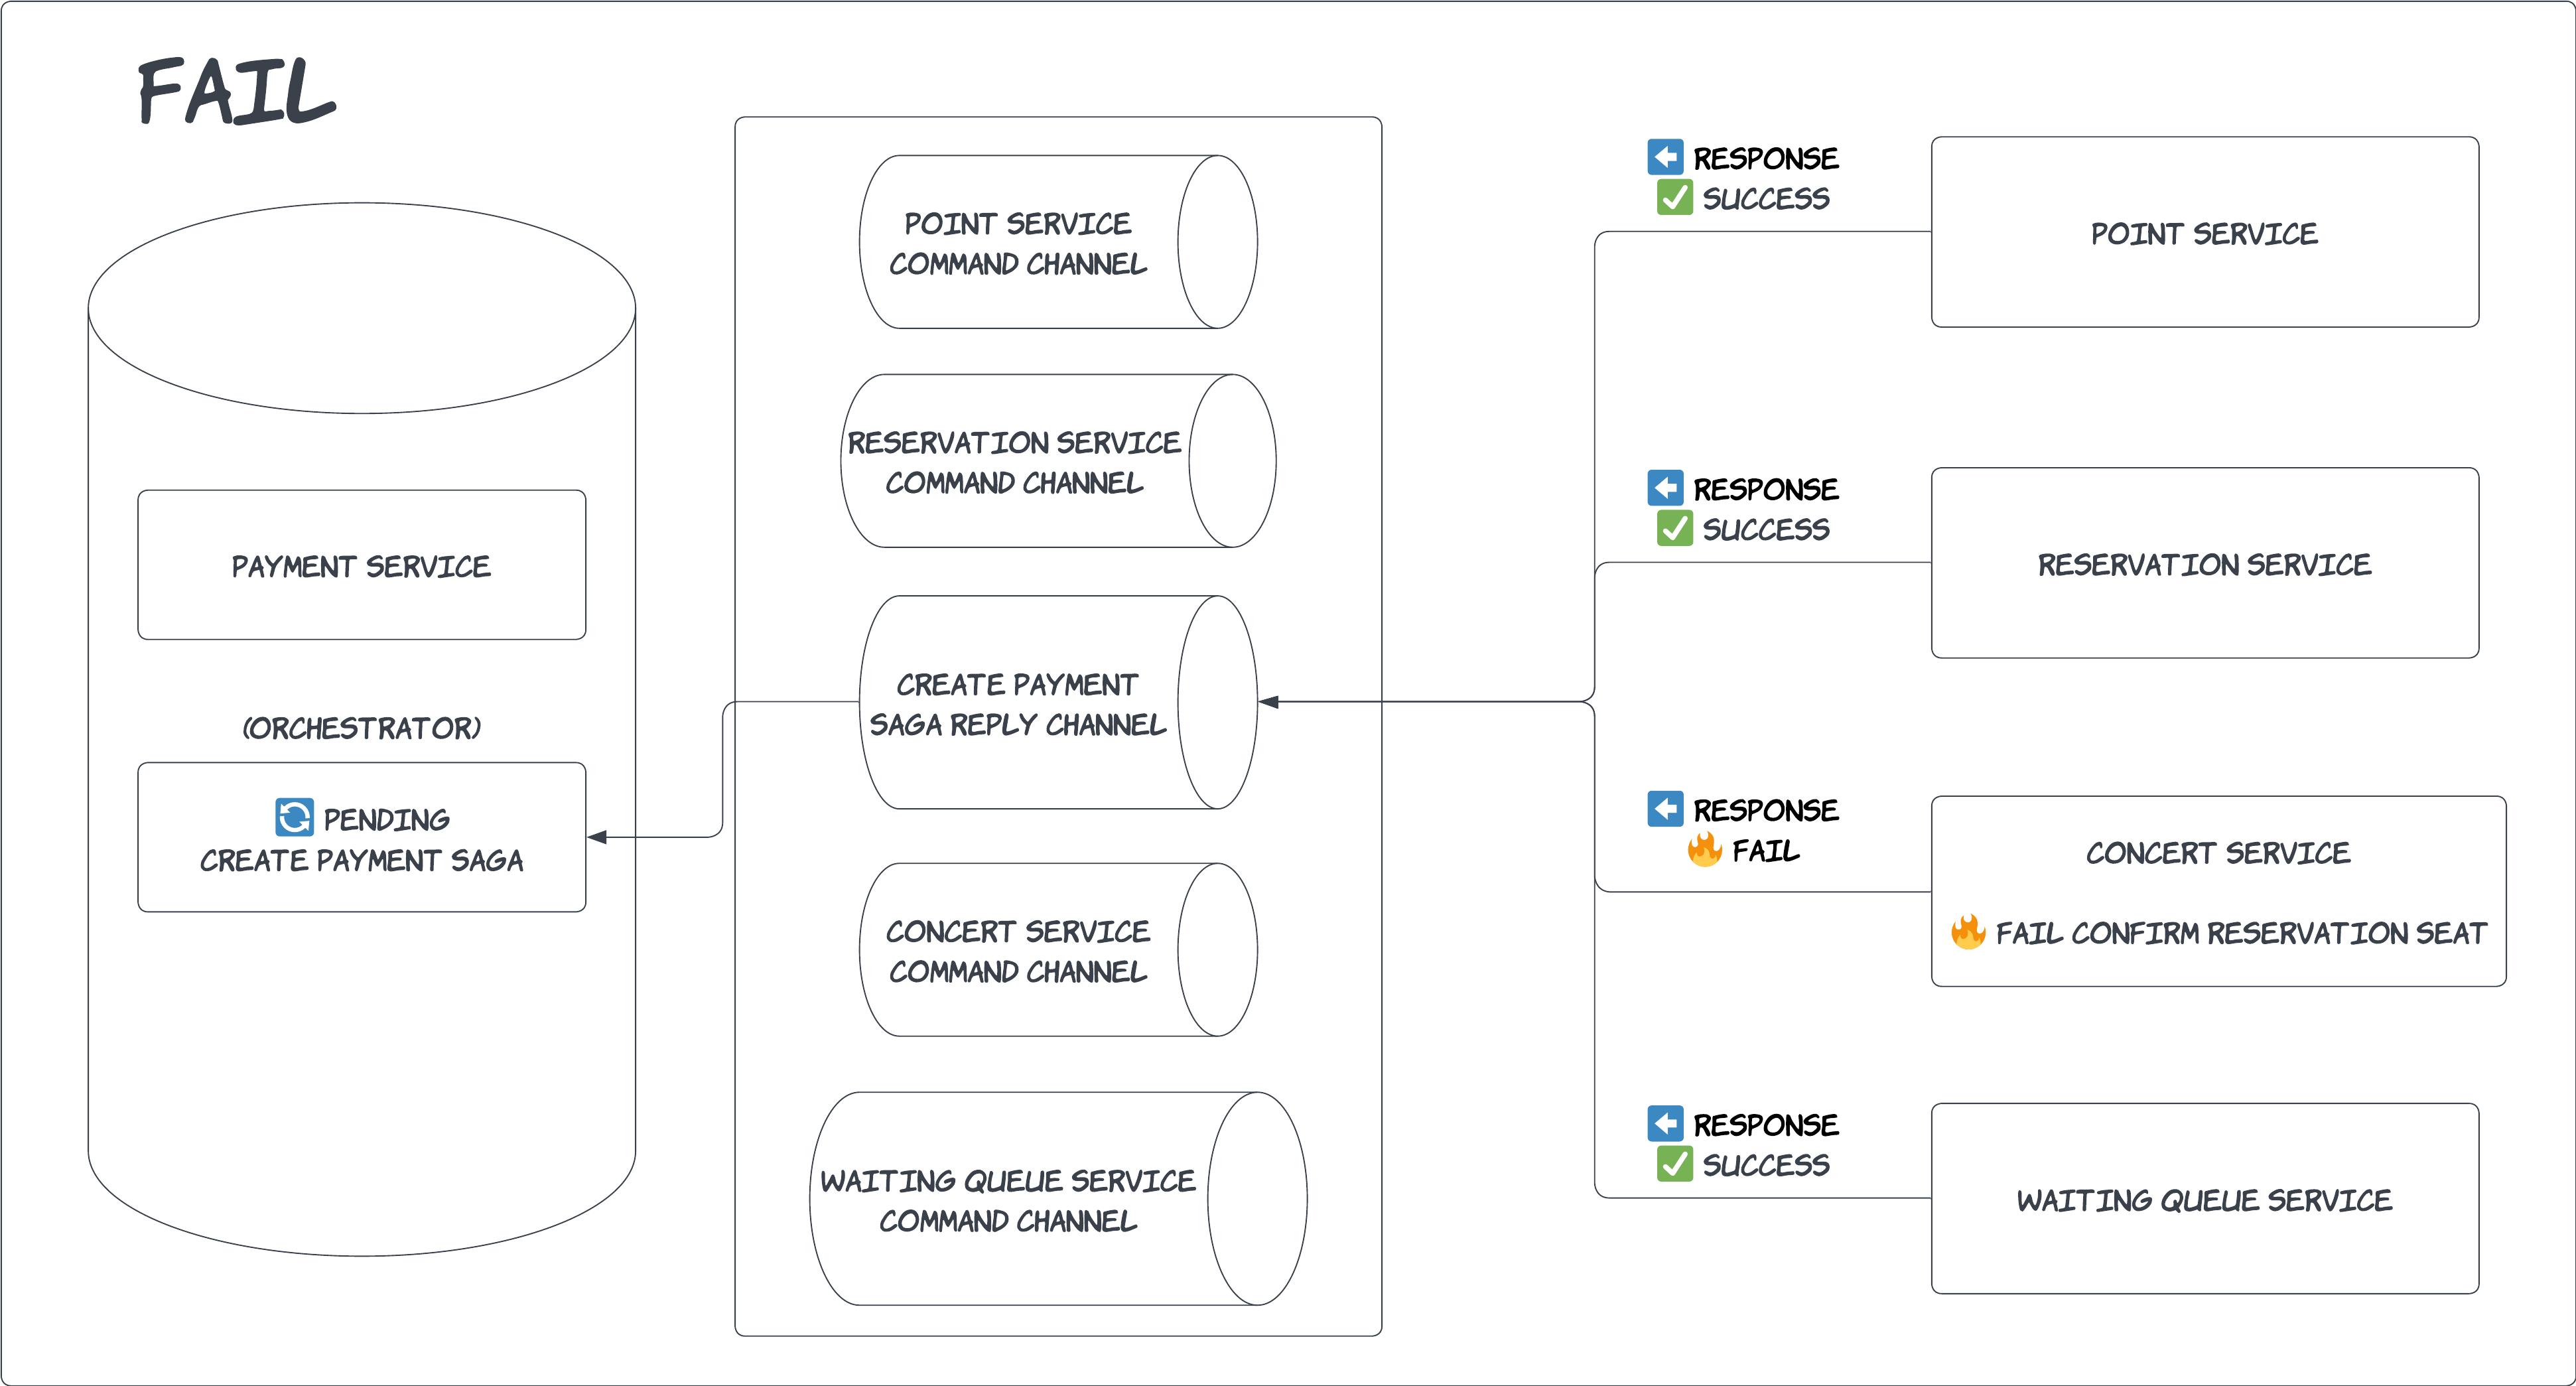 FAIL
PAYMENT SERVICE
(ORCHESTRATOR)
PENDING
CREATE PAYMENT SAGA
POINT SERVICE
COMMAND CHANNEL
RESERVATION SERVICE
COMMAND CHANNEL
CREATE PAYMENT
SAGA REPLY CHANNEL
CONCERT SERVICE
COMMAND CHANNEL
WAITING QUEUE SERVICE
COMMAND CHANNEL
RESPONSE
SUCCESS
POINT SERVICE
RESPONSE
SUCCESS
RESERVATION SERVICE
RESPONSE
FAIL
CONCERT SERVICE
FAIL CONFIRM RESERVATION SEAT
RESPONSE
SUCCESS
WAITING QUEUE SERVICE